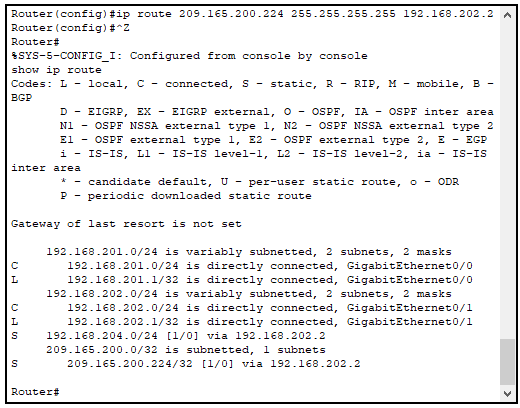 Router(config)#ip route 209.165.200.224 255.255.255.255 192.168.202.2
Router(config)#^Z
Router#
%SYS-5-CONFIG_I: Configured from console by console
show ip route
Codes: L - local, C - connected, S - static, R - RIP, M - mobile, B -
BGP
D - EIGRP, EX - EIGRP external, O - OSPF, IA - OSPF inter area
N1 - OSPF NSSA external type 1, N2 - OSPF NSSA external type 2
E1 - OSPF external type 1, E2 - OSPF external type 2, E - EGP
i - IS-IS, L1 - IS-IS level-1, L2 - IS-IS level-2, ia - IS-IS
inter area
* - candidate default, U - per-user static route, o - ODR
P - periodic downloaded static route
Gateway of last resort is not set
192.168.201.0/24 is variably subnetted, 2 subnets, 2 masks
C 192.168.201.0/24 is directly connected, GigabitEthernet0/0
L 192.168.201.1/32 is directly connected, GigabitEthernet0/0
192.168.202.0/24 is variably subnetted, 2 subnets, 2 masks
C 192.168.202.0/24 is directly connected, GigabitEthernet0/1
L 192.168.202.1/32 is directly connected, GigabitEthernet0/1
S 192.168.204.0/24 [1/0] via 192.168.202.2
209.165.200.0/32 is subnetted, 1 subnets
S 209.165.200.224/32 [1/0] via 192.168.202.2
Router#